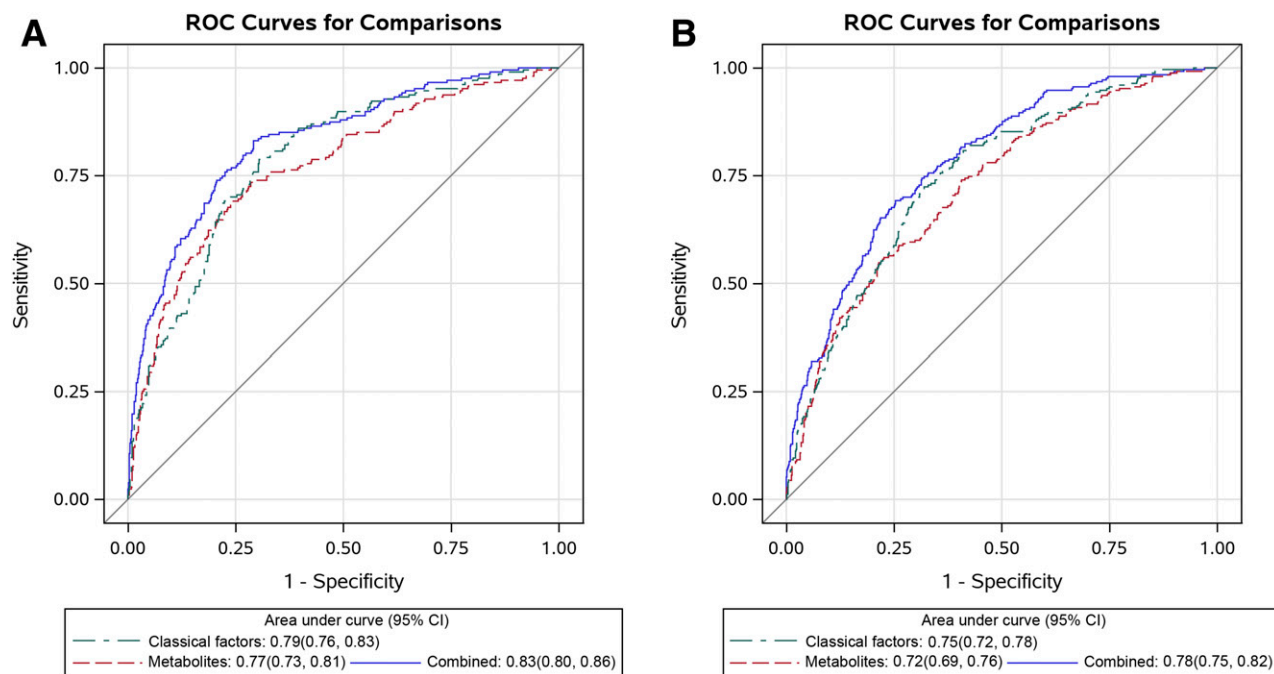 A
ROC Curves for Comparisons
1.00
0.75
0.50
0.25
0.00
Sensitivity
0.00 0.25 0.50 0.75 1.00
1 - Specificity
Area under curve (95% CI)
Classical factors: 0.79(0.76, 0.83)
Metabolites: 0.77(0.73, 0.81) Combined: 0.83(0.80, 0.86)
B
ROC Curves for Comparisons
1.00
0.75
0.50
0.25
0.00
Sensitivity
0.00 0.25 0.50 0.75 1.00
1 - Specificity
Area under curve (95% CI)
Classical factors: 0.75(0.72, 0.78)
Metabolites: 0.72(0.69, 0.76) Combined: 0.78(0.75, 0.82)